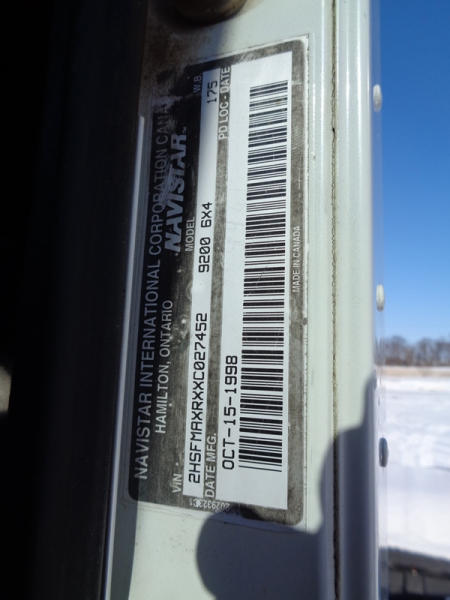 NAVISTAR INTERNATIONAL CORPORATION CANADA
HAMILTON, ONTARIO
NAVISTAR™
VIN MODEL W.B
2HSFMAXRXXC027452 9200 6X4 175
DATE MFG. PD LOC - DATE
OCT-15-1998
MADE IN CANADA